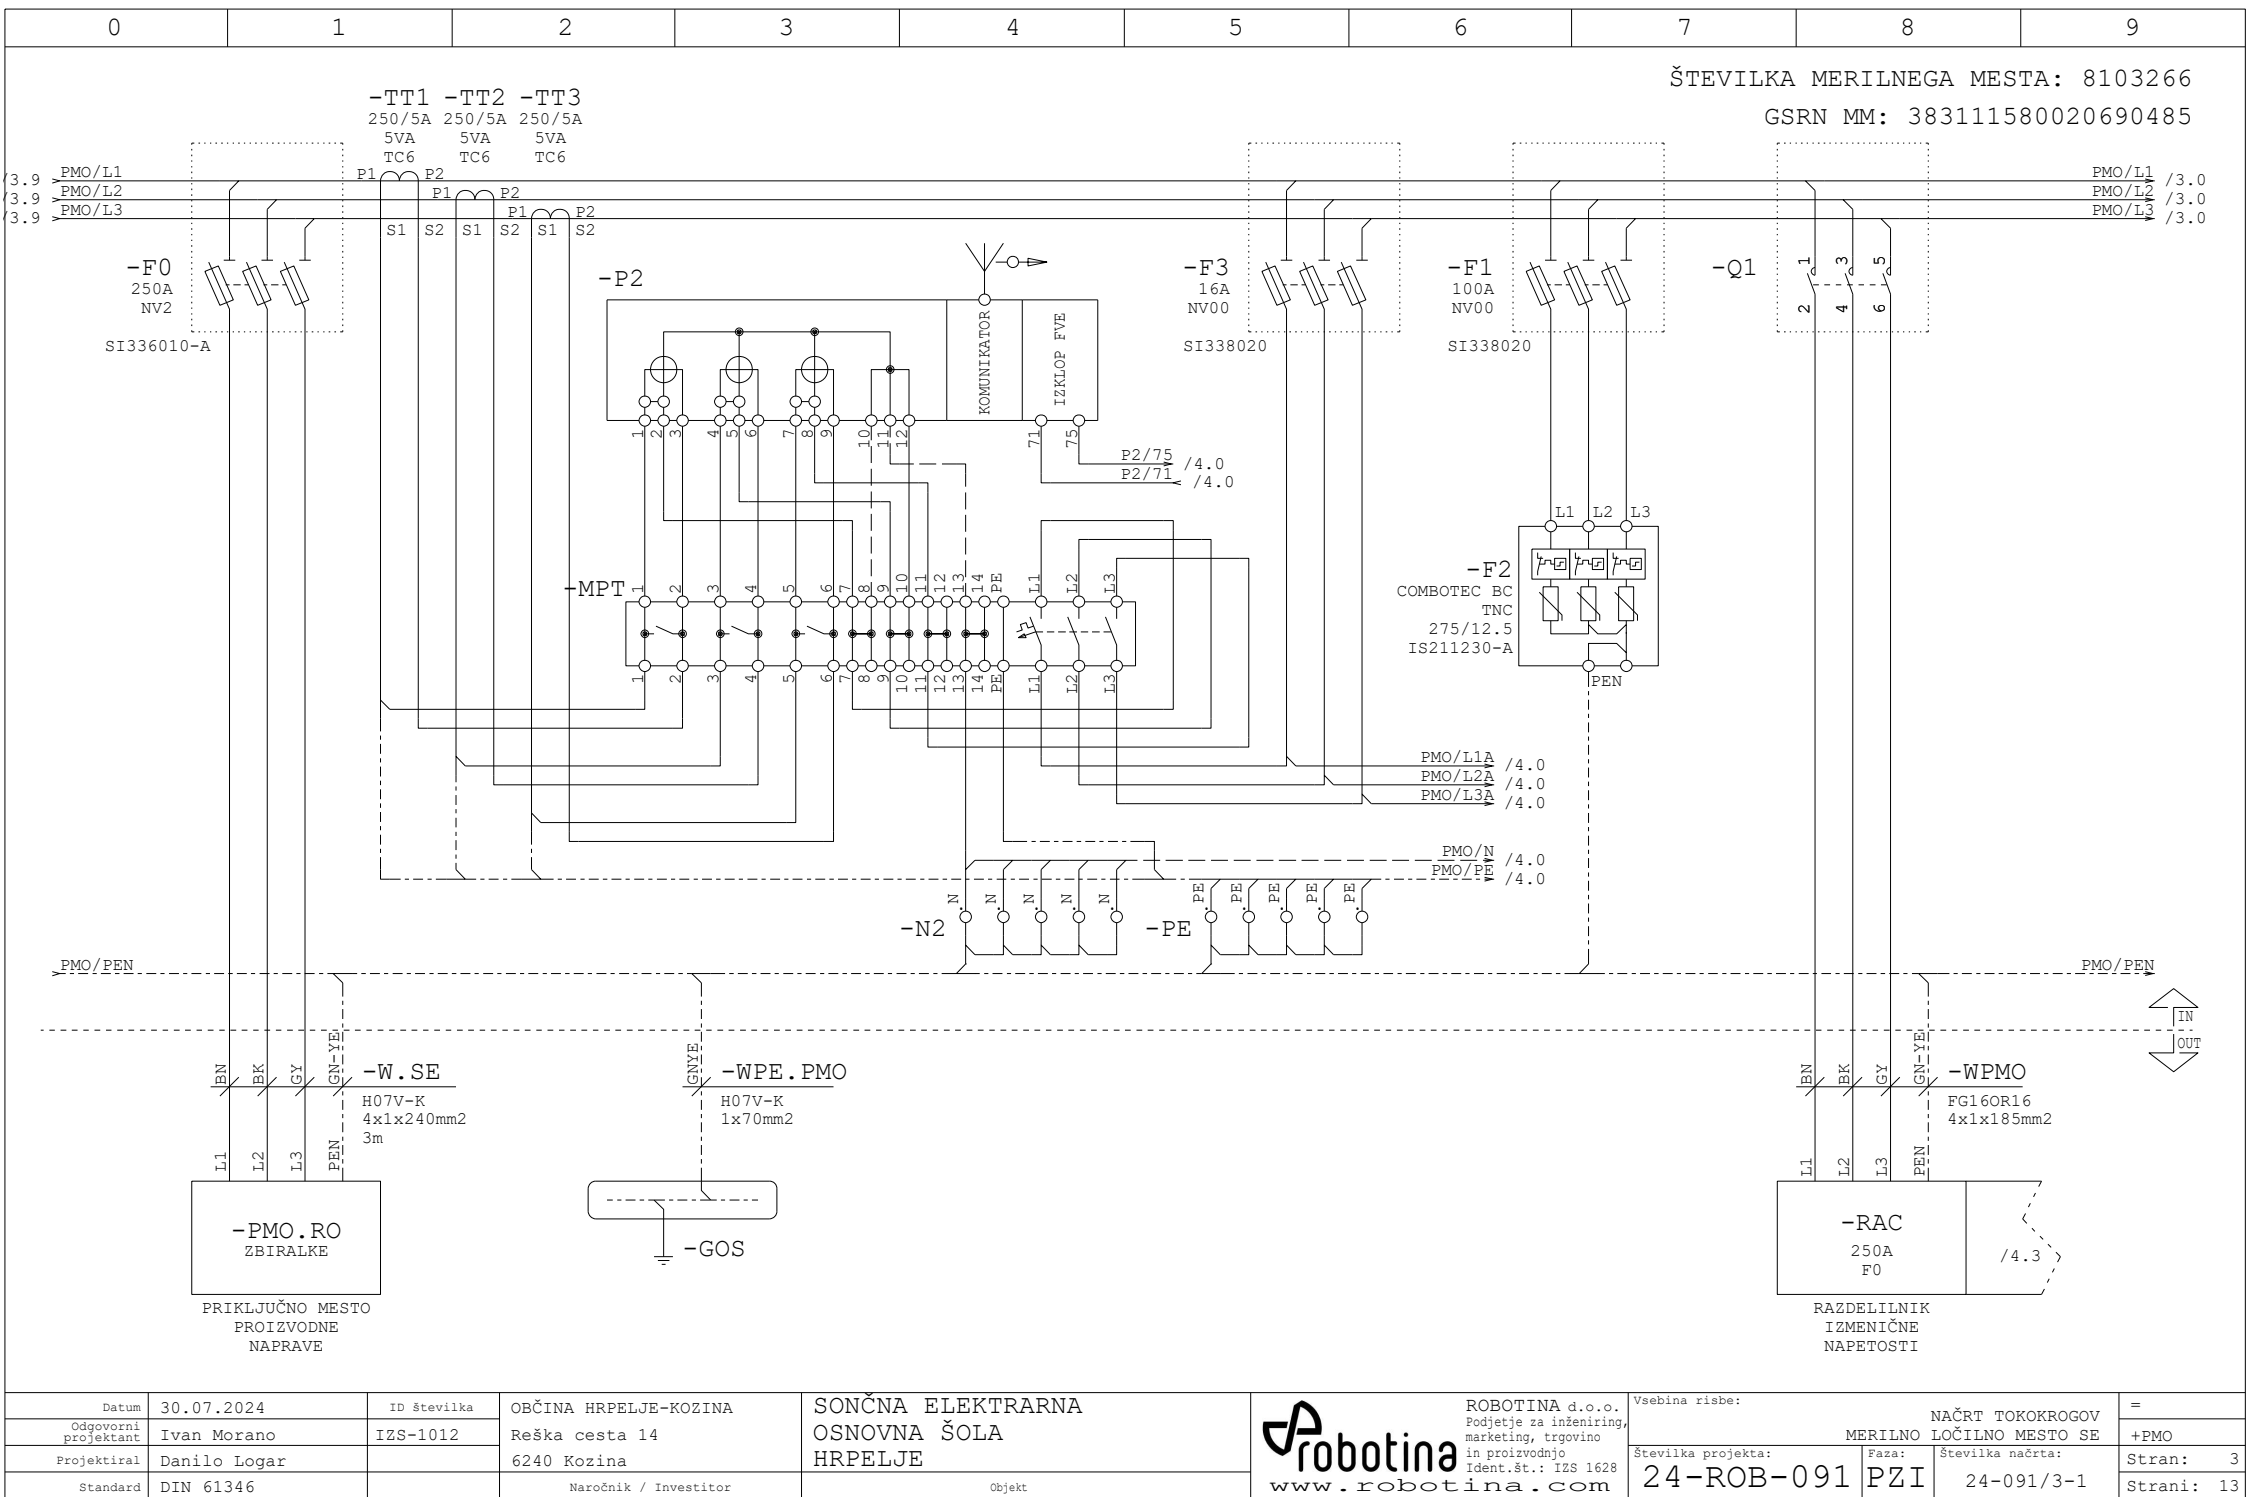 0 1 2 3 4 5 6 7 8 9
ŠTEVILKA MERILNEGA MESTA: 8103266
GSRN MM: 383111580020690485
-TT1 -TT2 -TT3
250/5A 250/5A 250/5A
5VA 5VA 5VA
TC6 TC6 TC6
/3.9 PMO/L1
/3.9 PMO/L2
/3.9 PMO/L3
P1 P2
P1 P2
P1 P2
S1 S2 S1 S2 S1 S2
PMO/L1 /3.0
PMO/L2 /3.0
PMO/L3 /3.0
-F0
250A
NV2
SI336010-A
-P2
KOMUNIKATOR
IZKLOP FVE
1 2 3 4 5 6 7 8 9 10 11 12 71 75
P2/75 /4.0
P2/71 /4.0
-F3
16A
NV00
SI338020
-F1
100A
NV00
SI338020
-Q1
1 3 5
2 4 6
-MPT
1 2 3 4 5 6 7 8 9 10 11 12 13 14 PE L1 L2 L3
1 2 3 4 5 6 7 8 9 10 11 12 13 14 PE L1 L2 L3
L1 L2 L3
-F2
COMBOTEC BC
TNC
275/12.5
IS211230-A
PEN
PMO/L1A /4.0
PMO/L2A /4.0
PMO/L3A /4.0
PMO/N /4.0
PMO/PE /4.0
-N2
N. N. N. N. N.
-PE
PE. PE. PE. PE. PE.
PMO/PEN
PMO/PEN
IN
OUT
BN BK GY GN-YE
-W.SE
H07V-K
4x1x240mm2
3m
L1 L2 L3 PEN
-PMO.RO
ZBIRALKE
PRIKLJUČNO MESTO
PROIZVODNE
NAPRAVE
GNYE
-WPE.PMO
H07V-K
1x70mm2
-GOS
BN BK GY GN-YE
-WPMO
FG16OR16
4x1x185mm2
L1 L2 L3 PEN
-RAC
250A
F0
/4.3
RAZDELILNIK
IZMENIČNE
NAPETOSTI
Datum 30.07.2024 ID številka
Odgovorni
projektant Ivan Morano IZS-1012
Projektiral Danilo Logar
Standard DIN 61346
OBČINA HRPELJE-KOZINA
Reška cesta 14
6240 Kozina
Naročnik / Investitor
SONČNA ELEKTRARNA
OSNOVNA ŠOLA
HRPELJE
Objekt
robotina
www.robotina.com
ROBOTINA d.o.o.
Podjetje za inženiring,
marketing, trgovino
in proizvodnjo
Ident.št.: IZS 1628
Vsebina risbe:
NAČRT TOKOKROGOV
MERILNO LOČILNO MESTO SE
Številka projekta:
24-ROB-091
Faza:
PZI
Številka načrta:
24-091/3-1
=
+PMO
Stran: 3
Strani: 13